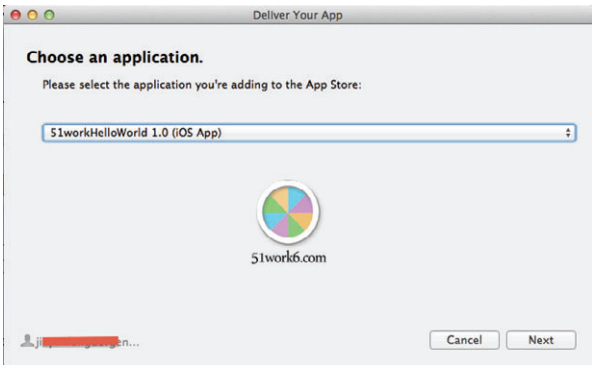 Deliver Your App
Choose an application.
Please select the application you're adding to the App Store:
51workHelloWorld 1.0 (iOS App)
51work6.com
Cancel Next